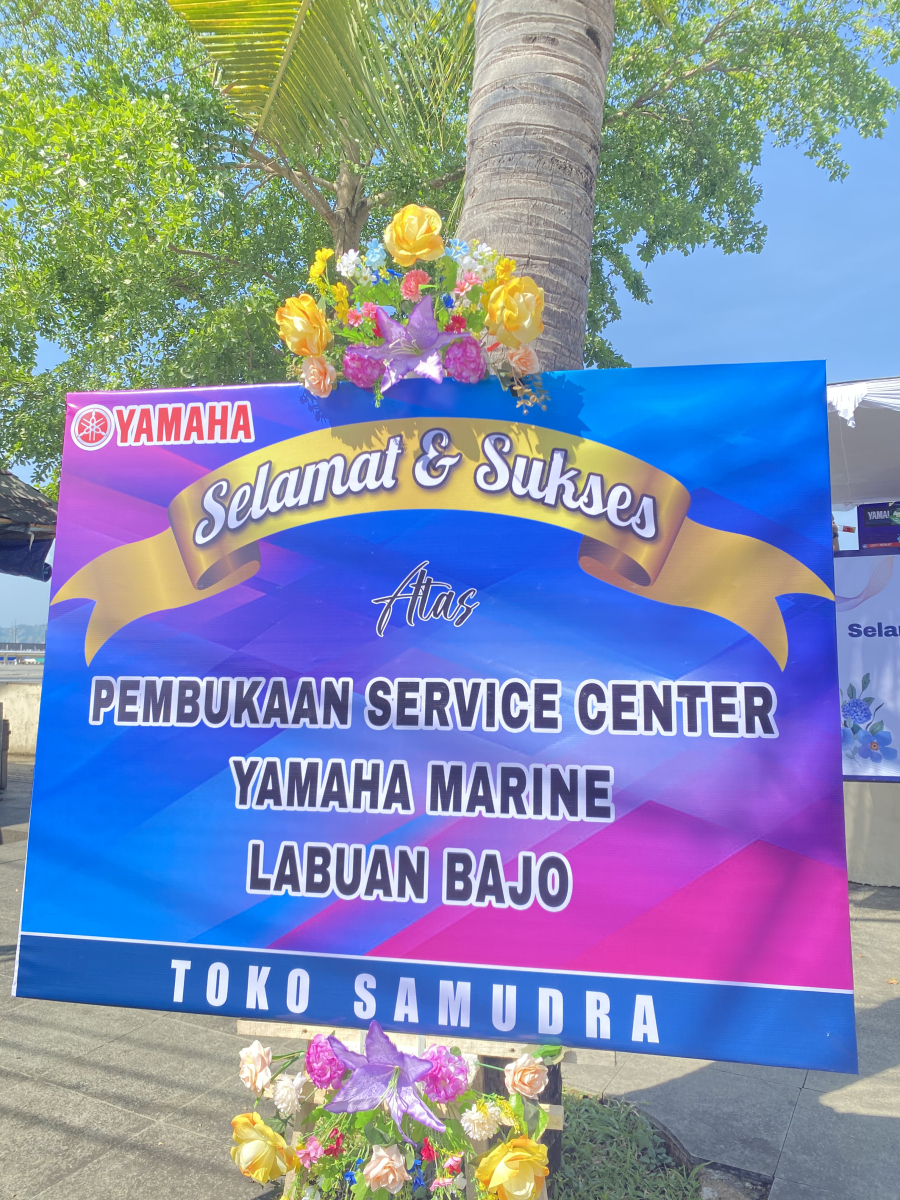 YAMAHA
Selamat & Sukses
Atas
PEMBUKAAN SERVICE CENTER
YAMAHA MARINE
LABUAN BAJO
TOKO SAMUDRA